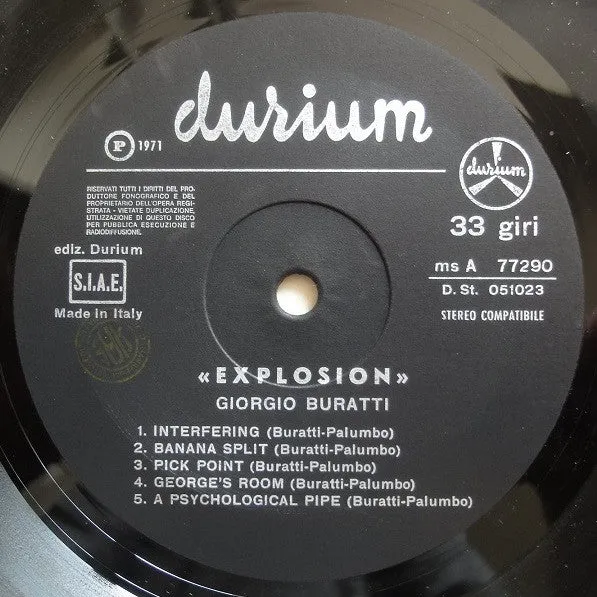 durium
P 1971
RISERVATI TUTTI I DIRITTI DEL PRO-
DUTTORE FONOGRAFICO E DEL
PROPRIETARIO DELL'OPERA REGI-
STRATA - VIETATE DUPLICAZIONE,
UTILIZZAZIONE DI QUESTO DISCO
PER PUBBLICA ESECUZIONE E
RADIODIFFUSIONE.
ediz. Durium
S.I.A.E.
Made in Italy
durium
33 giri
ms A 77290
D. St. 051023
STEREO COMPATIBILE
«EXPLOSION»
GIORGIO BURATTI
1. INTERFERING (Buratti-Palumbo)
2. BANANA SPLIT (Buratti-Palumbo)
3. PICK POINT (Buratti-Palumbo)
4. GEORGE'S ROOM (Buratti-Palumbo)
5. A PSYCHOLOGICAL PIPE (Buratti-Palumbo)